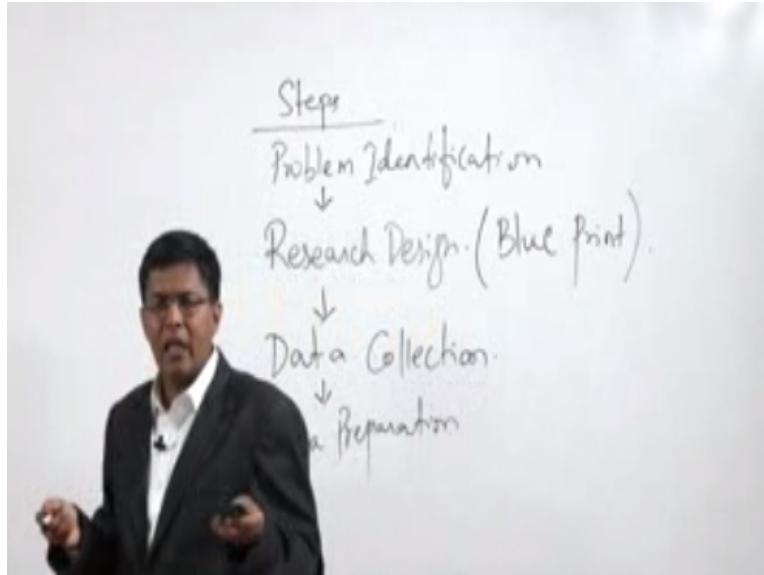 Steps
Problem Identification
↓
Research Design. (Blue Print).
↓
Data Collection.
↓
a Preparation